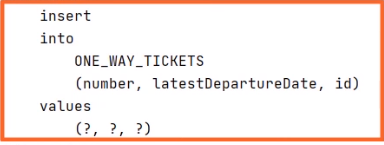 insert
into
ONE_WAY_TICKETS
(number, latestDepartureDate, id)
values
(?, ?, ?)